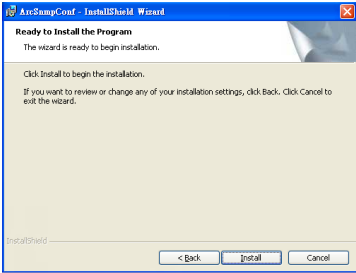 ArcSnmpConf - InstallShield Wizard
Ready to Install the Program
The wizard is ready to begin installation.
Click Install to begin the installation.
If you want to review or change any of your installation settings, click Back. Click Cancel to
exit the wizard.
InstallShield
< Back Install Cancel